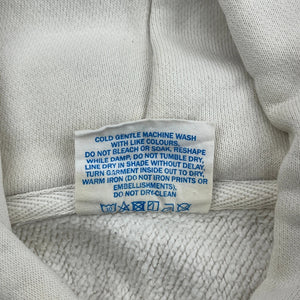 COLD GENTLE MACHINE WASH
WITH LIKE COLOURS.
DO NOT BLEACH OR SOAK. RESHAPE
WHILE DAMP. DO NOT TUMBLE DRY.
LINE DRY IN SHADE WITHOUT DELAY.
TURN GARMENT INSIDE OUT TO DRY.
WARM IRON (DO NOT IRON PRINTS OR
EMBELLISHMENTS).
DO NOT DRY-CLEAN